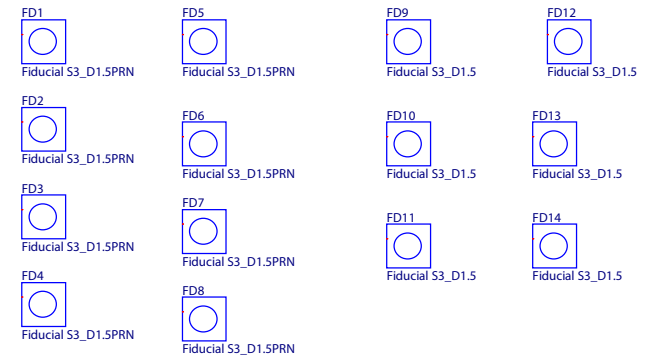 FD1
Fiducial S3_D1.5PRN
FD2
Fiducial S3_D1.5PRN
FD3
Fiducial S3_D1.5PRN
FD4
Fiducial S3_D1.5PRN
FD5
Fiducial S3_D1.5PRN
FD6
Fiducial S3_D1.5PRN
FD7
Fiducial S3_D1.5PRN
FD8
Fiducial S3_D1.5PRN
FD9
Fiducial S3_D1.5
FD10
Fiducial S3_D1.5
FD11
Fiducial S3_D1.5
FD12
Fiducial S3_D1.5
FD13
Fiducial S3_D1.5
FD14
Fiducial S3_D1.5